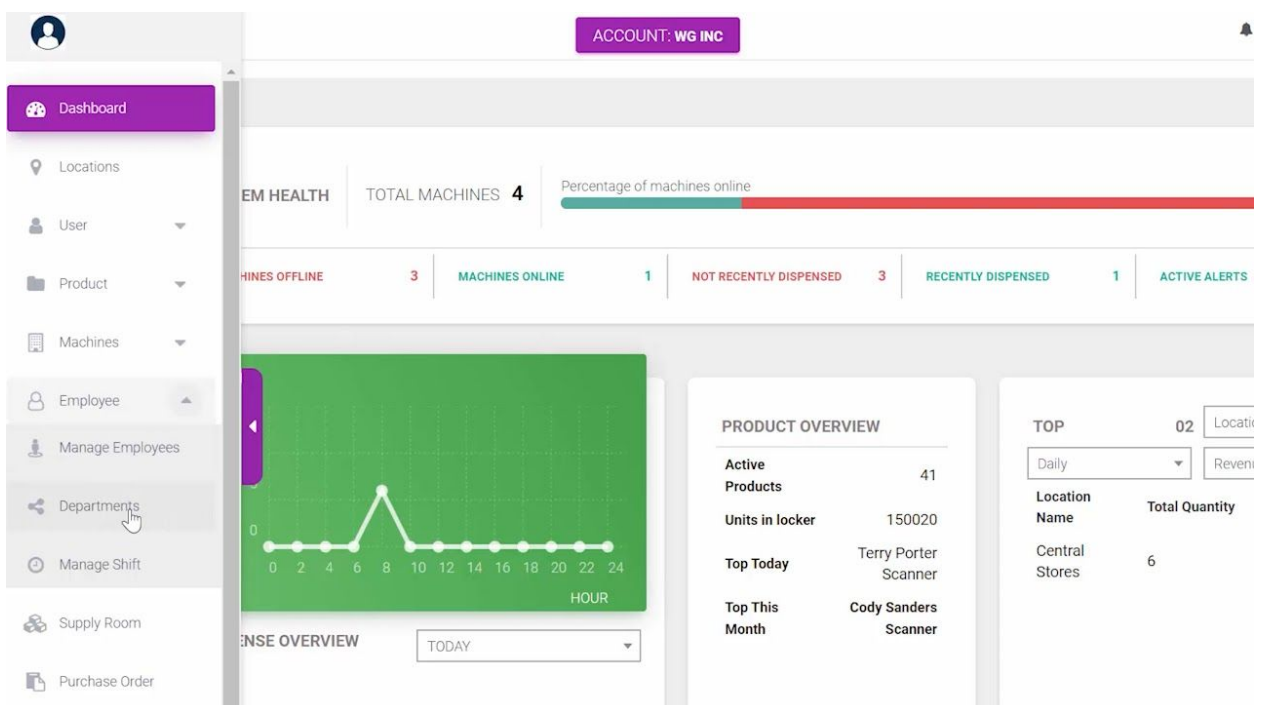 ACCOUNT: WG INC
Dashboard
Locations
User
Product
Machines
Employee
Manage Employees
Departments
Manage Shift
Supply Room
Purchase Order
EM HEALTH
TOTAL MACHINES 4
Percentage of machines online
HINES OFFLINE 3
MACHINES ONLINE 1
NOT RECENTLY DISPENSED 3
RECENTLY DISPENSED 1
ACTIVE ALERTS
0
0 2 4 6 8 10 12 14 16 18 20 22 24
HOUR
ENSE OVERVIEW
TODAY
PRODUCT OVERVIEW
Active
Products 41
Units in locker 150020
Top Today Terry Porter
Scanner
Top This Cody Sanders
Month Scanner
TOP 02 Locatio
Daily Revenu
Location
Name Total Quantity
Central
Stores 6